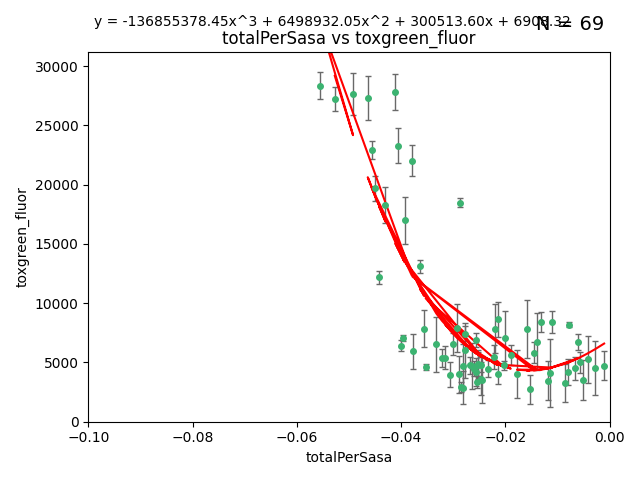 y = -136855378.45x^3 + 6498932.05x^2 + 300513.60x + 6908.32
N = 69
totalPerSasa vs toxgreen_fluor
30000
25000
20000
15000
10000
5000
0
toxgreen_fluor
−0.10 −0.08 −0.06 −0.04 −0.02 0.00
totalPerSasa